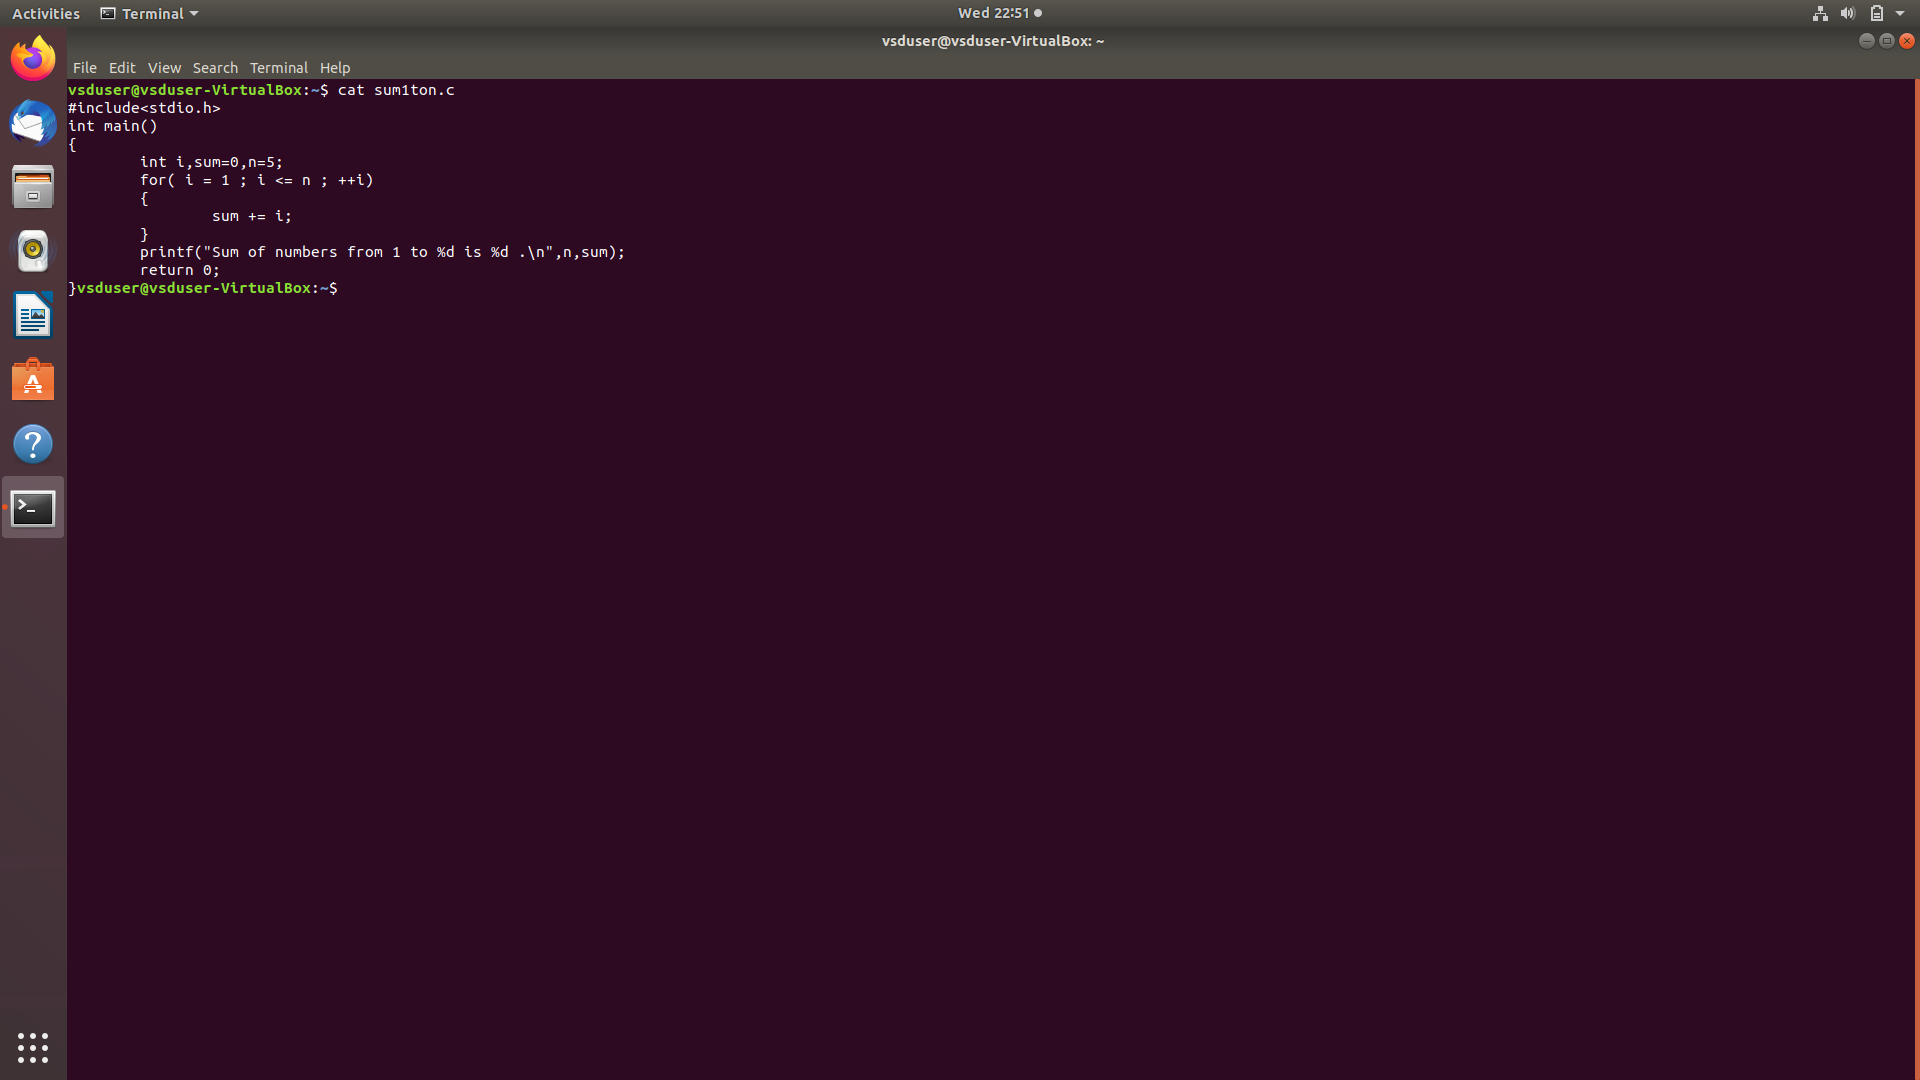 Activities Terminal Wed 22:51
vsduser@vsduser-VirtualBox: ~
File Edit View Search Terminal Help
vsduser@vsduser-VirtualBox:~$ cat sum1ton.c
#include<stdio.h>
int main()
{
        int i,sum=0,n=5;
        for( i = 1 ; i <= n ; ++i)
        {
                sum += i;
        }
        printf("Sum of numbers from 1 to %d is %d .\n",n,sum);
        return 0;
}vsduser@vsduser-VirtualBox:~$